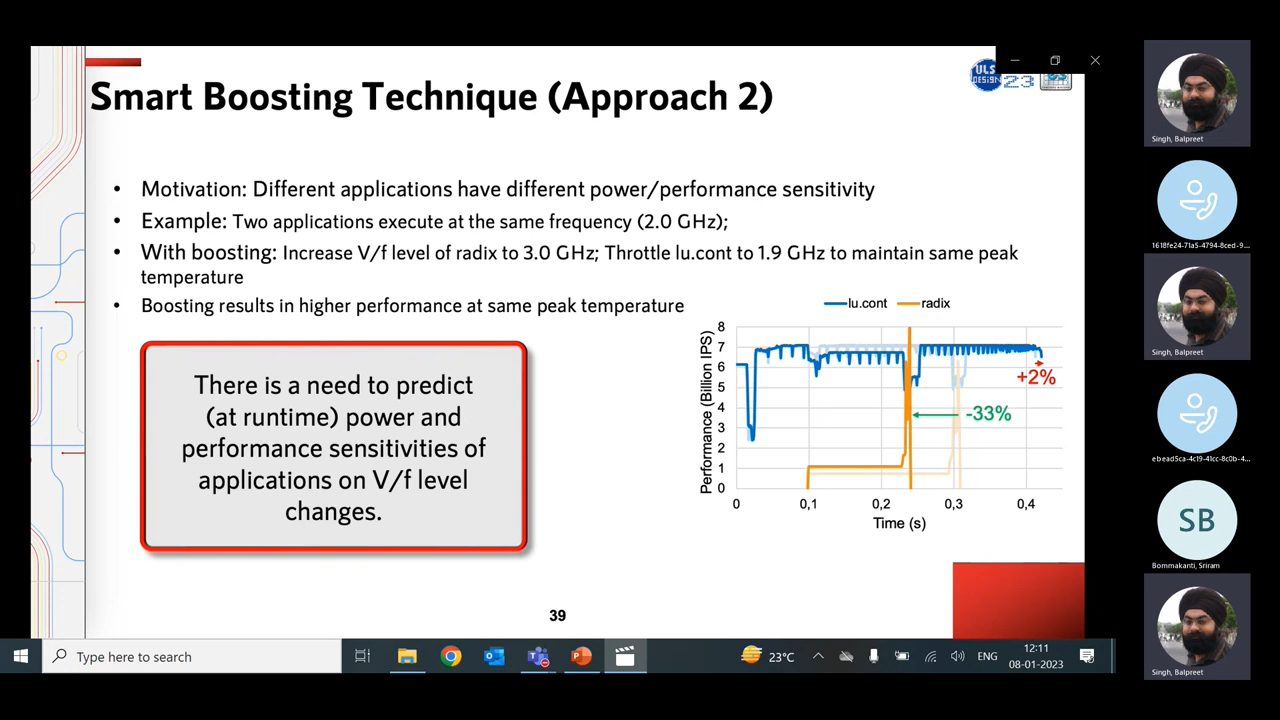 Smart Boosting Technique (Approach 2)
VLSI
DESIGN
23
• Motivation: Different applications have different power/performance sensitivity
• Example: Two applications execute at the same frequency (2.0 GHz);
• With boosting: Increase V/f level of radix to 3.0 GHz; Throttle lu.cont to 1.9 GHz to maintain same peak
temperature
• Boosting results in higher performance at same peak temperature
There is a need to predict
(at runtime) power and
performance sensitivities of
applications on V/f level
changes.
lu.cont radix
Performance (Billion IPS)
8
7
6
5
4
3
2
1
0
+2%
-33%
0 0,1 0,2 0,3 0,4
Time (s)
39
Type here to search
23°C
ENG
12:11
08-01-2023
Singh, Balpreet
1618fe24-71a5-4794-8ced-9...
Singh, Balpreet
ebead5ca-4c19-41cc-8c0b-4...
SB
Bommakanti, Sriram
Singh, Balpreet